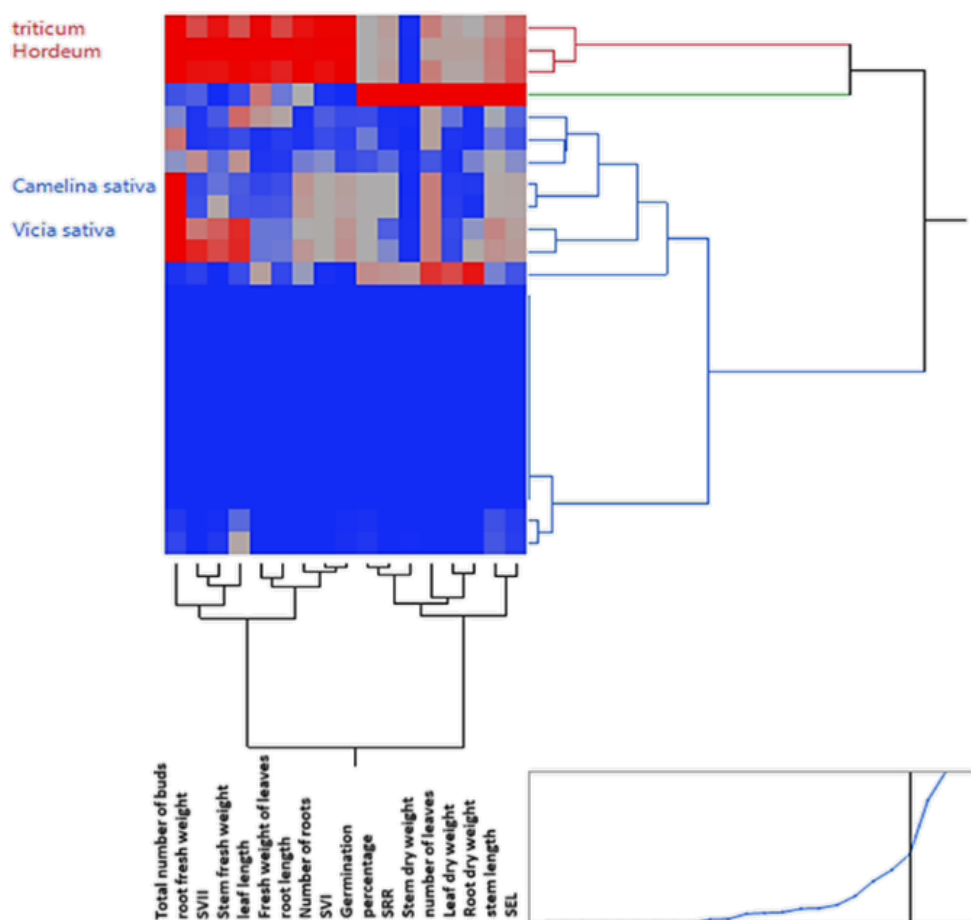 triticum
Hordeum
Camelina sativa
Vicia sativa
Total number of buds
root fresh weight
SVII
Stem fresh weight
leaf length
Fresh weight of leaves
root length
Number of roots
SVI
Germination
percentage
SRR
Stem dry weight
number of leaves
Leaf dry weight
Root dry weight
stem length
SEL